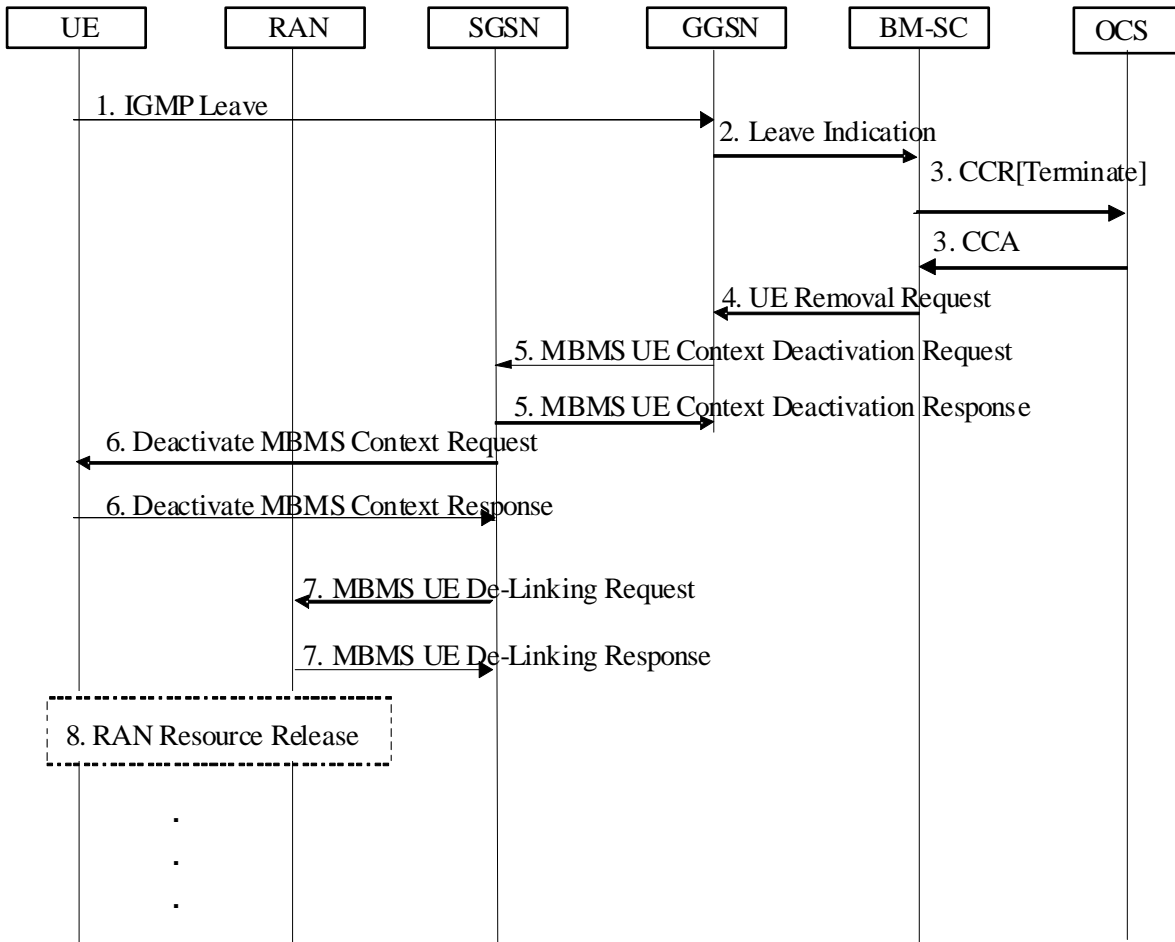 UE RAN SGSN GGSN BM-SC OCS
1. IGMP Leave
2. Leave Indication
3. CCR[Terminate]
3. CCA
4. UE Removal Request
5. MBMS UE Context Deactivation Request
5. MBMS UE Context Deactivation Response
6. Deactivate MBMS Context Request
6. Deactivate MBMS Context Response
7. MBMS UE De-Linking Request
7. MBMS UE De-Linking Response
8. RAN Resource Release
.
.
.